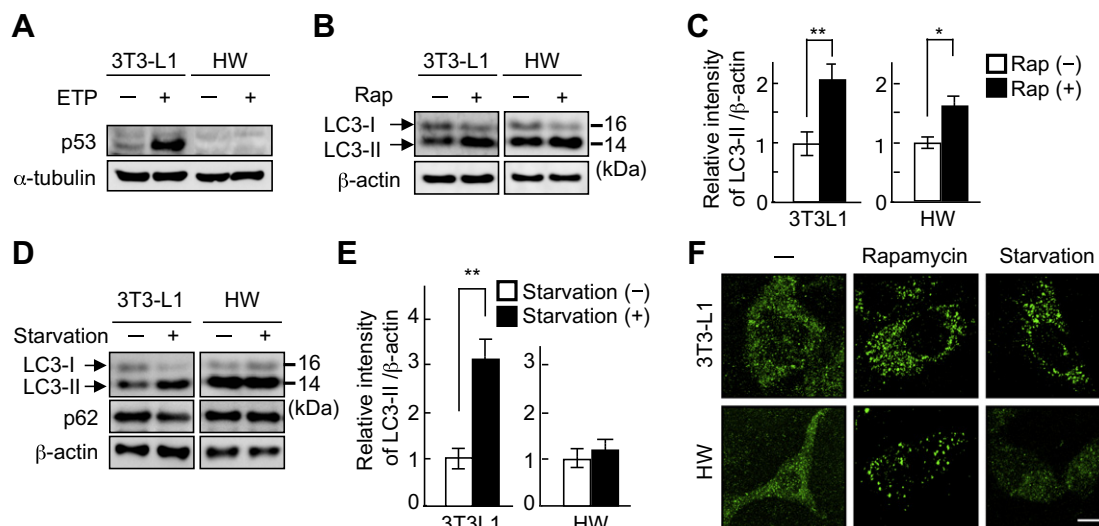 A
3T3-L1 HW
ETP − + − +
p53
α-tubulin
B
3T3-L1 HW
Rap − + − +
LC3-I 16
LC3-II 14
(kDa)
β-actin
C
Relative intensity
of LC3-II /β-actin
** *
2 2
1 1
0 0
3T3L1 HW
Rap (−)
Rap (+)
D
3T3-L1 HW
Starvation − + − +
LC3-I 16
LC3-II 14
(kDa)
p62
β-actin
E
Relative intensity
of LC3-II /β-actin
**
Starvation (−)
Starvation (+)
4
3 3
2 2
1 1
0 0
3T3L1 HW
F
− Rapamycin Starvation
3T3-L1
HW